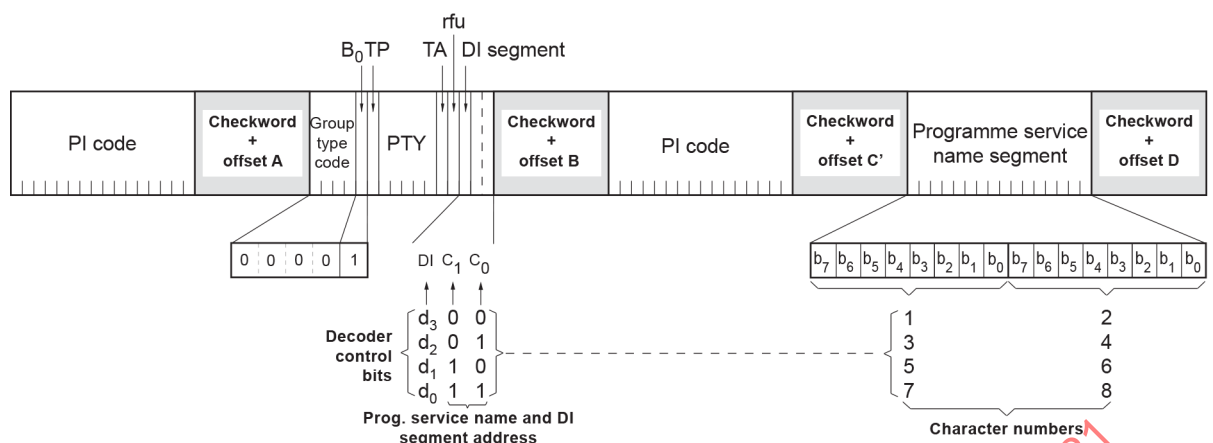 rfu
B0 TP TA DI segment
PI code
Checkword
+
offset A
Group
type
code
PTY
Checkword
+
offset B
PI code
Checkword
+
offset C’
Programme service
name segment
Checkword
+
offset D
0 0 0 0 1
DI C1 C0
b7 b6 b5 b4 b3 b2 b1 b0 b7 b6 b5 b4 b3 b2 b1 b0
Decoder
control
bits
d3 0 0
d2 0 1
d1 1 0
d0 1 1
1 2
3 4
5 6
7 8
Prog. service name and DI
segment address
Character numbers